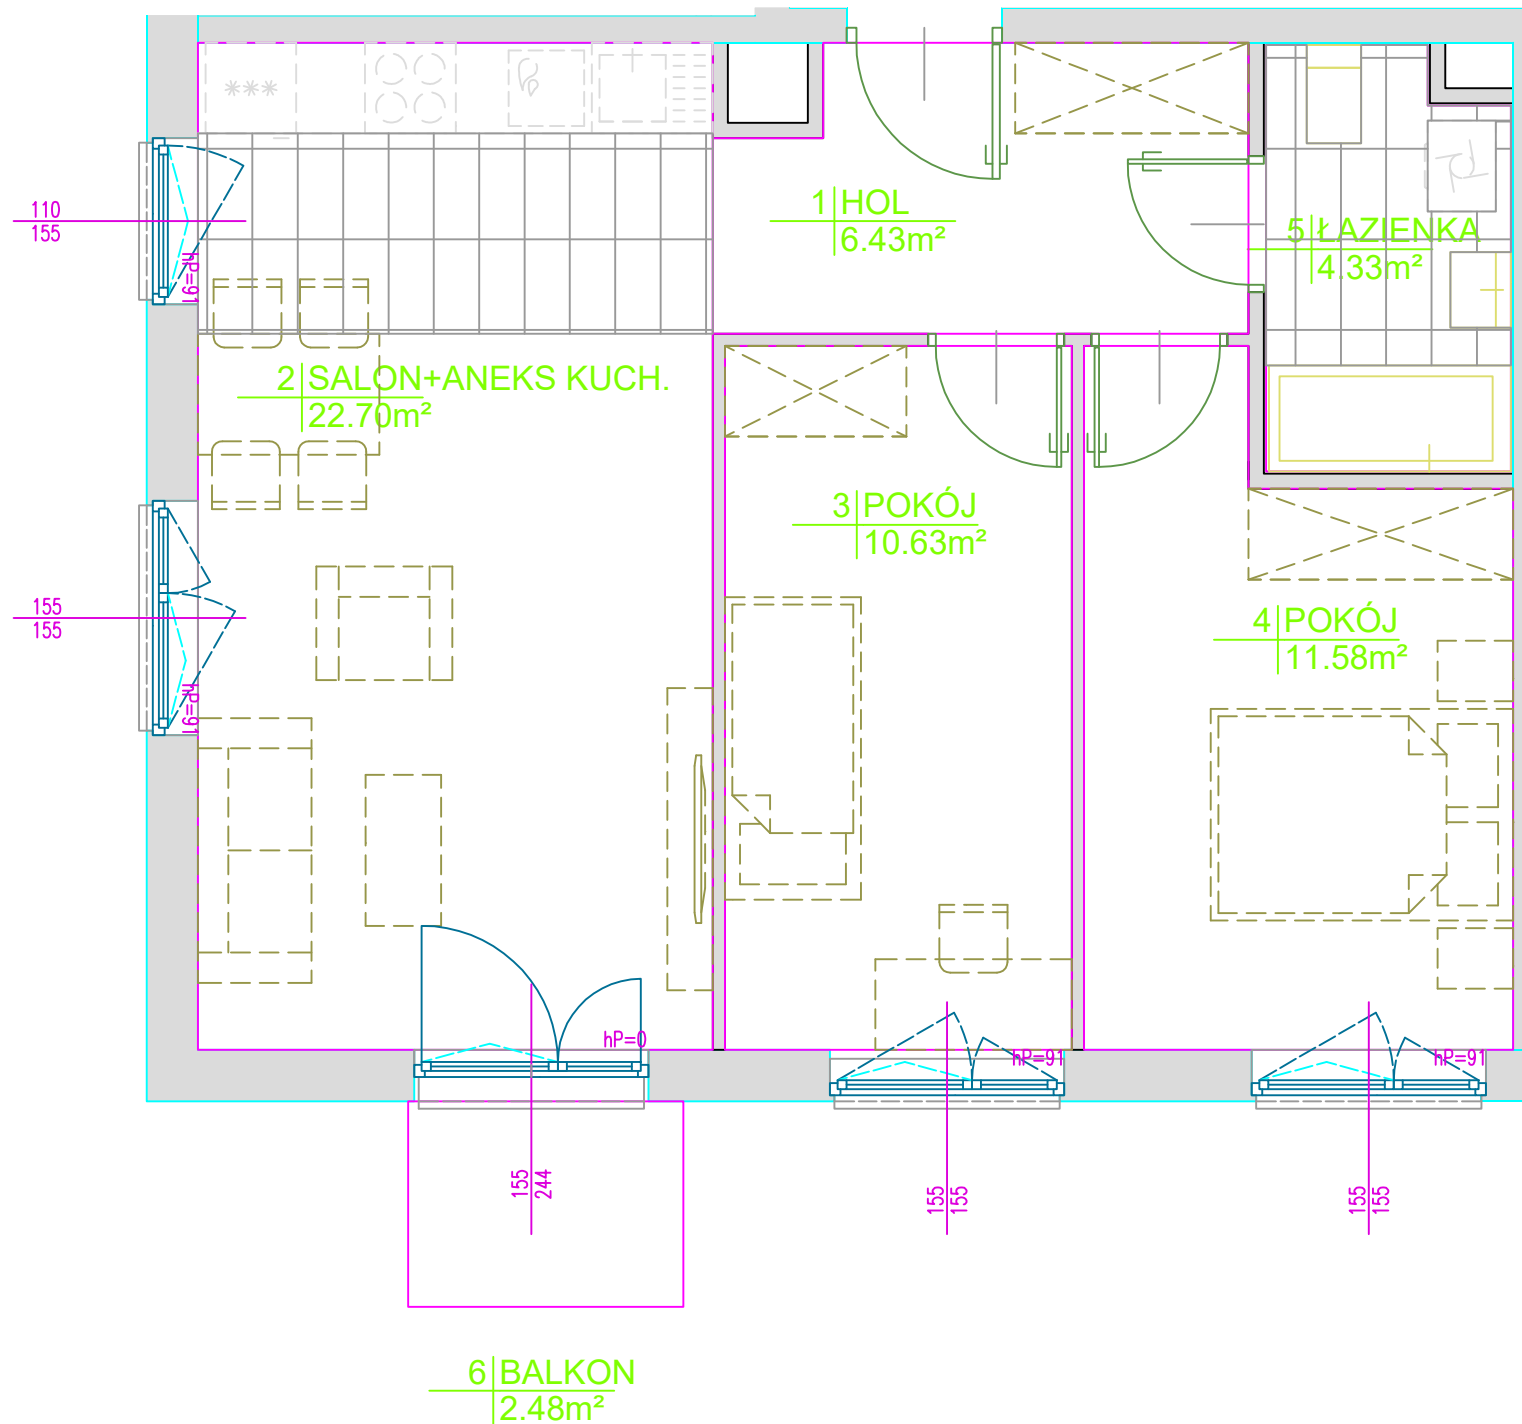 1 HOL
6.43m²
110
155
hP=91
5 ŁAZIENKA
4.33m²
2 SALON+ANEKS KUCH.
22.70m²
3 POKÓJ
10.63m²
155
155
hP=91
4 POKÓJ
11.58m²
hP=0
hP=91
hP=91
155
244
155
155
155
155
6 BALKON
2.48m²